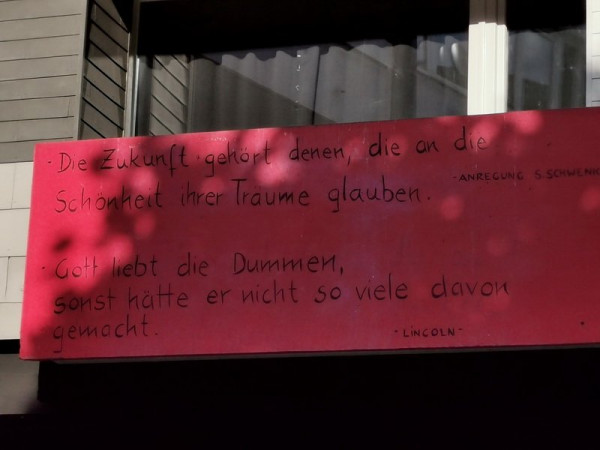 · Die Zukunft gehört denen, die an die
Schönheit ihrer Träume glauben.
- ANREGUNG S. SCHWENK
· Gott liebt die Dummen,
sonst hätte er nicht so viele davon
gemacht.
- LINCOLN -